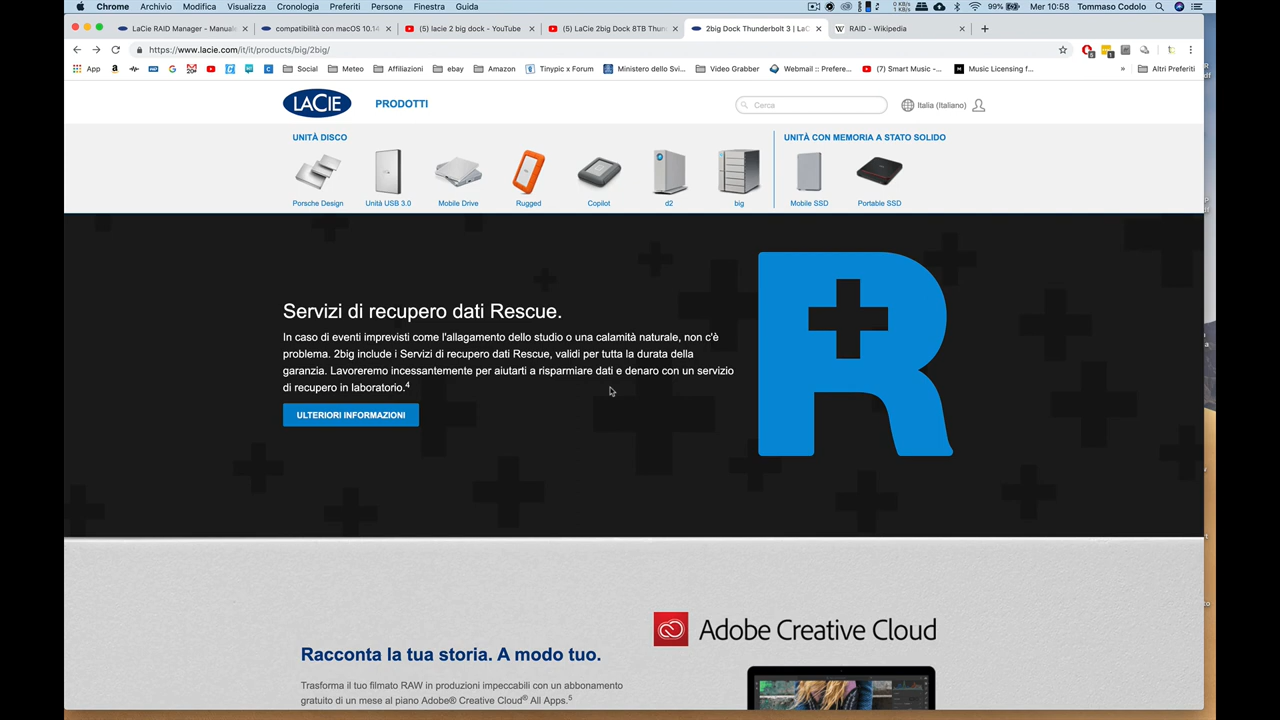 Chrome Archivio Modifica Visualizza Cronologia Preferiti Persone Finestra Guida 99% Mer 10:58 Tommaso Codolo
LaCie RAID Manager - Manuale compatibilità con macOS 10.14 (5) lacie 2 big dock - YouTube (5) LaCie 2big Dock 8TB Thun 2big Dock Thunderbolt 3 | LaC RAID - Wikipedia
https://www.lacie.com/it/it/products/big/2big/
App Social Meteo Affiliazioni ebay Amazon Tinypic x Forum Ministero dello Svi... Video Grabber Webmail :: Prefere... (7) Smart Music -... Music Licensing f... » Altri Preferiti
LACIE PRODOTTI Cerca Italia (Italiano)
UNITÀ DISCO UNITÀ CON MEMORIA A STATO SOLIDO
Porsche Design Unità USB 3.0 Mobile Drive Rugged Copilot d2 big Mobile SSD Portable SSD
Servizi di recupero dati Rescue.
In caso di eventi imprevisti come l'allagamento dello studio o una calamità naturale, non c'è
problema. 2big include i Servizi di recupero dati Rescue, validi per tutta la durata della
garanzia. Lavoreremo incessantemente per aiutarti a risparmiare dati e denaro con un servizio
di recupero in laboratorio.⁴
ULTERIORI INFORMAZIONI
R
Adobe Creative Cloud
Racconta la tua storia. A modo tuo.
Trasforma il tuo filmato RAW in produzioni impeccabili con un abbonamento
gratuito di un mese al piano Adobe® Creative Cloud® All Apps.⁵